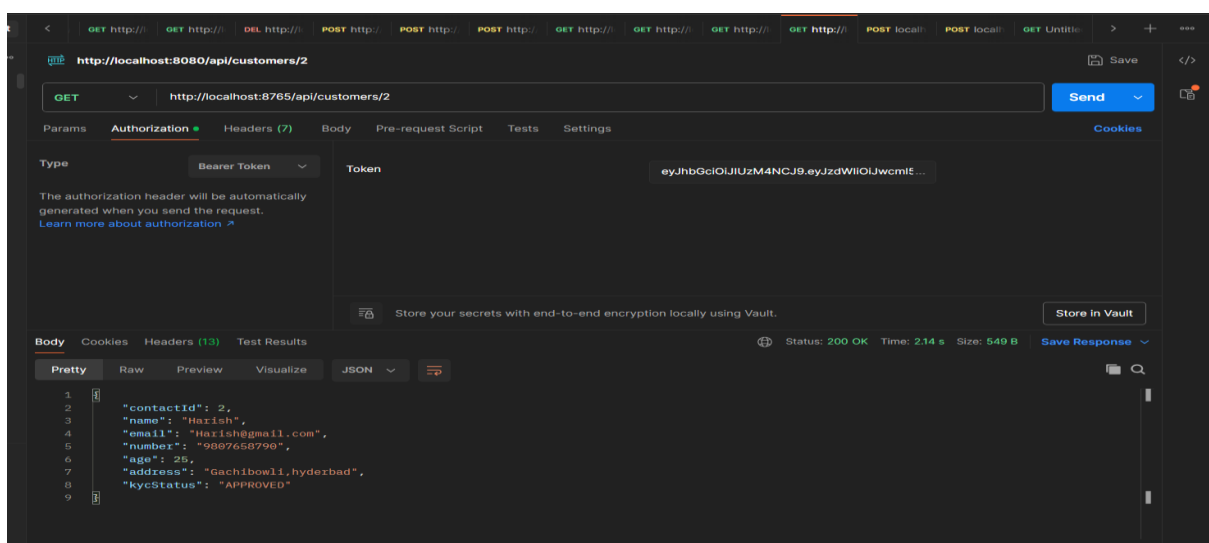 GET http://l GET http://l DEL http://l POST http:/ POST http:/ POST http:/ GET http://l GET http://l GET http://l GET http://l POST localh POST localh GET Untitle
HTTP http://localhost:8080/api/customers/2 Save
GET http://localhost:8765/api/customers/2 Send
Params Authorization Headers (7) Body Pre-request Script Tests Settings Cookies
Type Bearer Token Token eyJhbGciOiJIUzM4NCJ9.eyJzdWIiOiJwcmlE...
The authorization header will be automatically
generated when you send the request.
Learn more about authorization ↗
Store your secrets with end-to-end encryption locally using Vault. Store in Vault
Body Cookies Headers (13) Test Results Status: 200 OK Time: 2.14 s Size: 549 B Save Response
Pretty Raw Preview Visualize JSON
1 {
2 "contactId": 2,
3 "name": "Harish",
4 "email": "Harish@gmail.com",
5 "number": "9807658790",
6 "age": 25,
7 "address": "Gachibowli,hyderbad",
8 "kycStatus": "APPROVED"
9 }